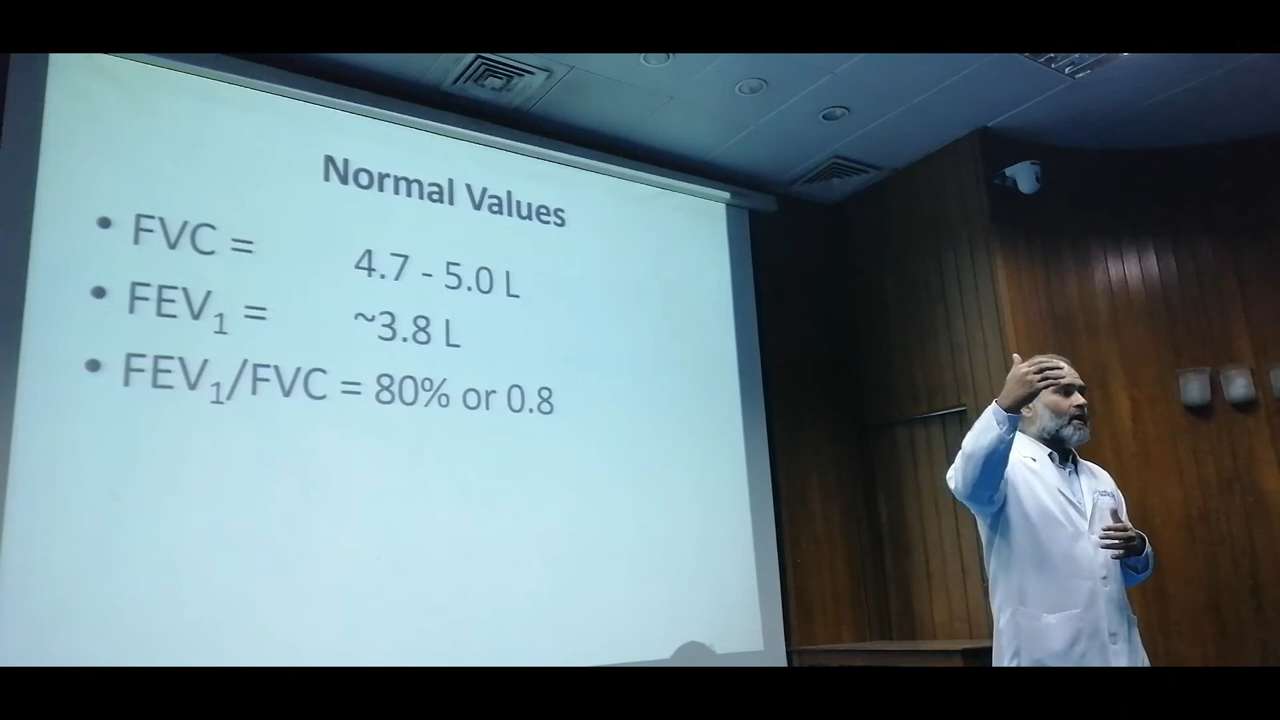 Normal Values
• FVC = 4.7 - 5.0 L
• FEV₁ = ~3.8 L
• FEV₁/FVC = 80% or 0.8